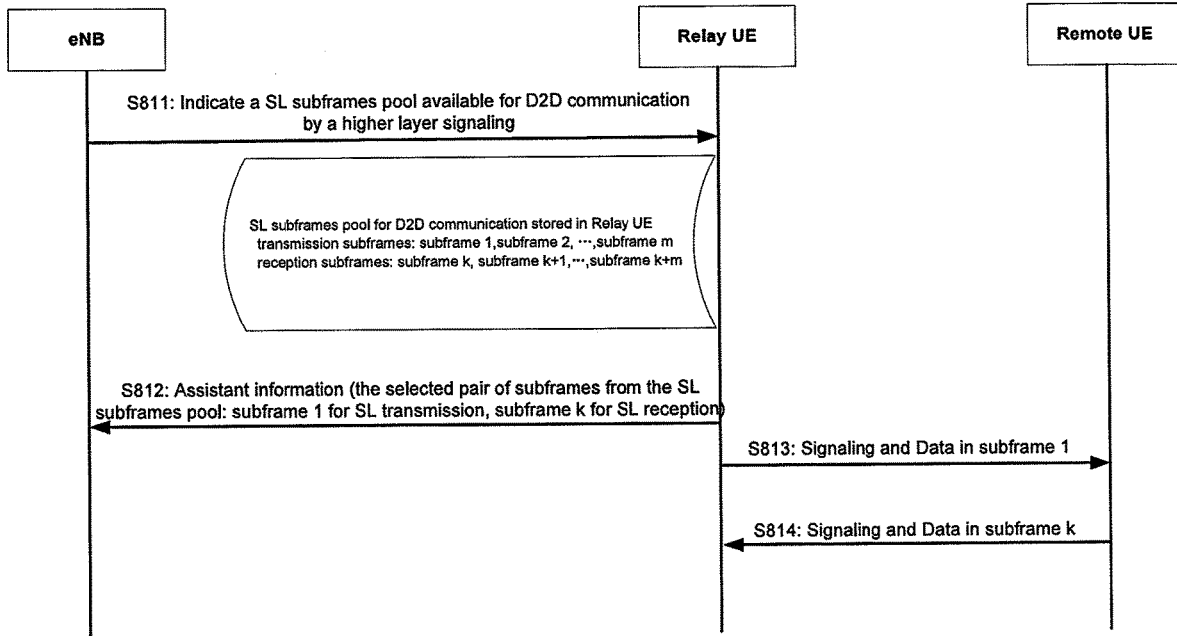 eNB
Relay UE
Remote UE
S811: Indicate a SL subframes pool available for D2D communication
by a higher layer signaling
SL subframes pool for D2D communication stored in Relay UE
transmission subframes: subframe 1,subframe 2, ···,subframe m
reception subframes: subframe k, subframe k+1,···,subframe k+m
S812: Assistant information (the selected pair of subframes from the SL
subframes pool: subframe 1 for SL transmission, subframe k for SL reception)
S813: Signaling and Data in subframe 1
S814: Signaling and Data in subframe k